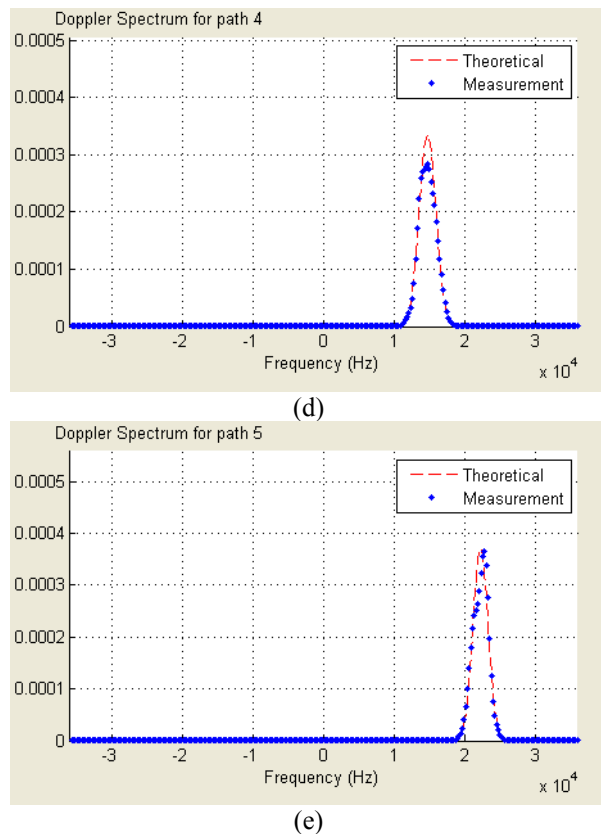 Doppler Spectrum for path 4
0.0005
0.0004
0.0003
0.0002
0.0001
0
-3 -2 -1 0 1 2 3
Frequency (Hz)
x 10^4
Theoretical
Measurement
(d)
Doppler Spectrum for path 5
0.0005
0.0004
0.0003
0.0002
0.0001
0
-3 -2 -1 0 1 2 3
Frequency (Hz)
x 10^4
Theoretical
Measurement
(e)